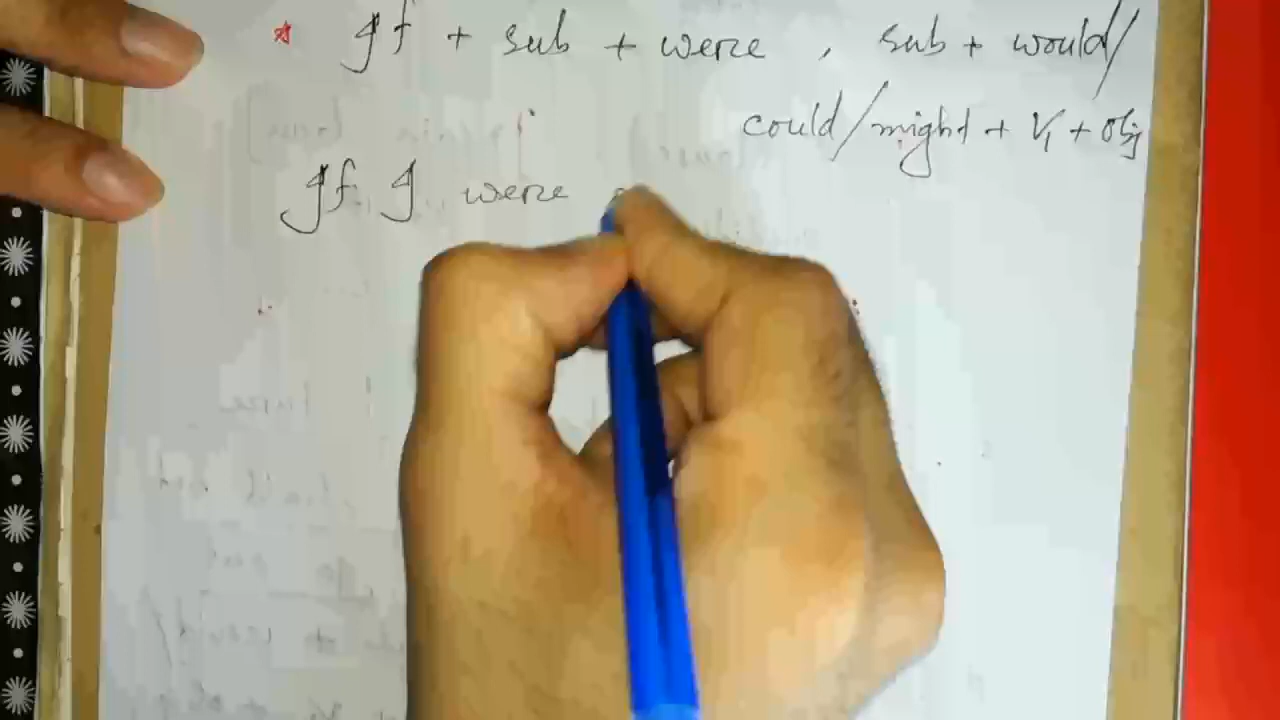 If + sub + were , sub + would/
could/might + V₁ + obj
If I were